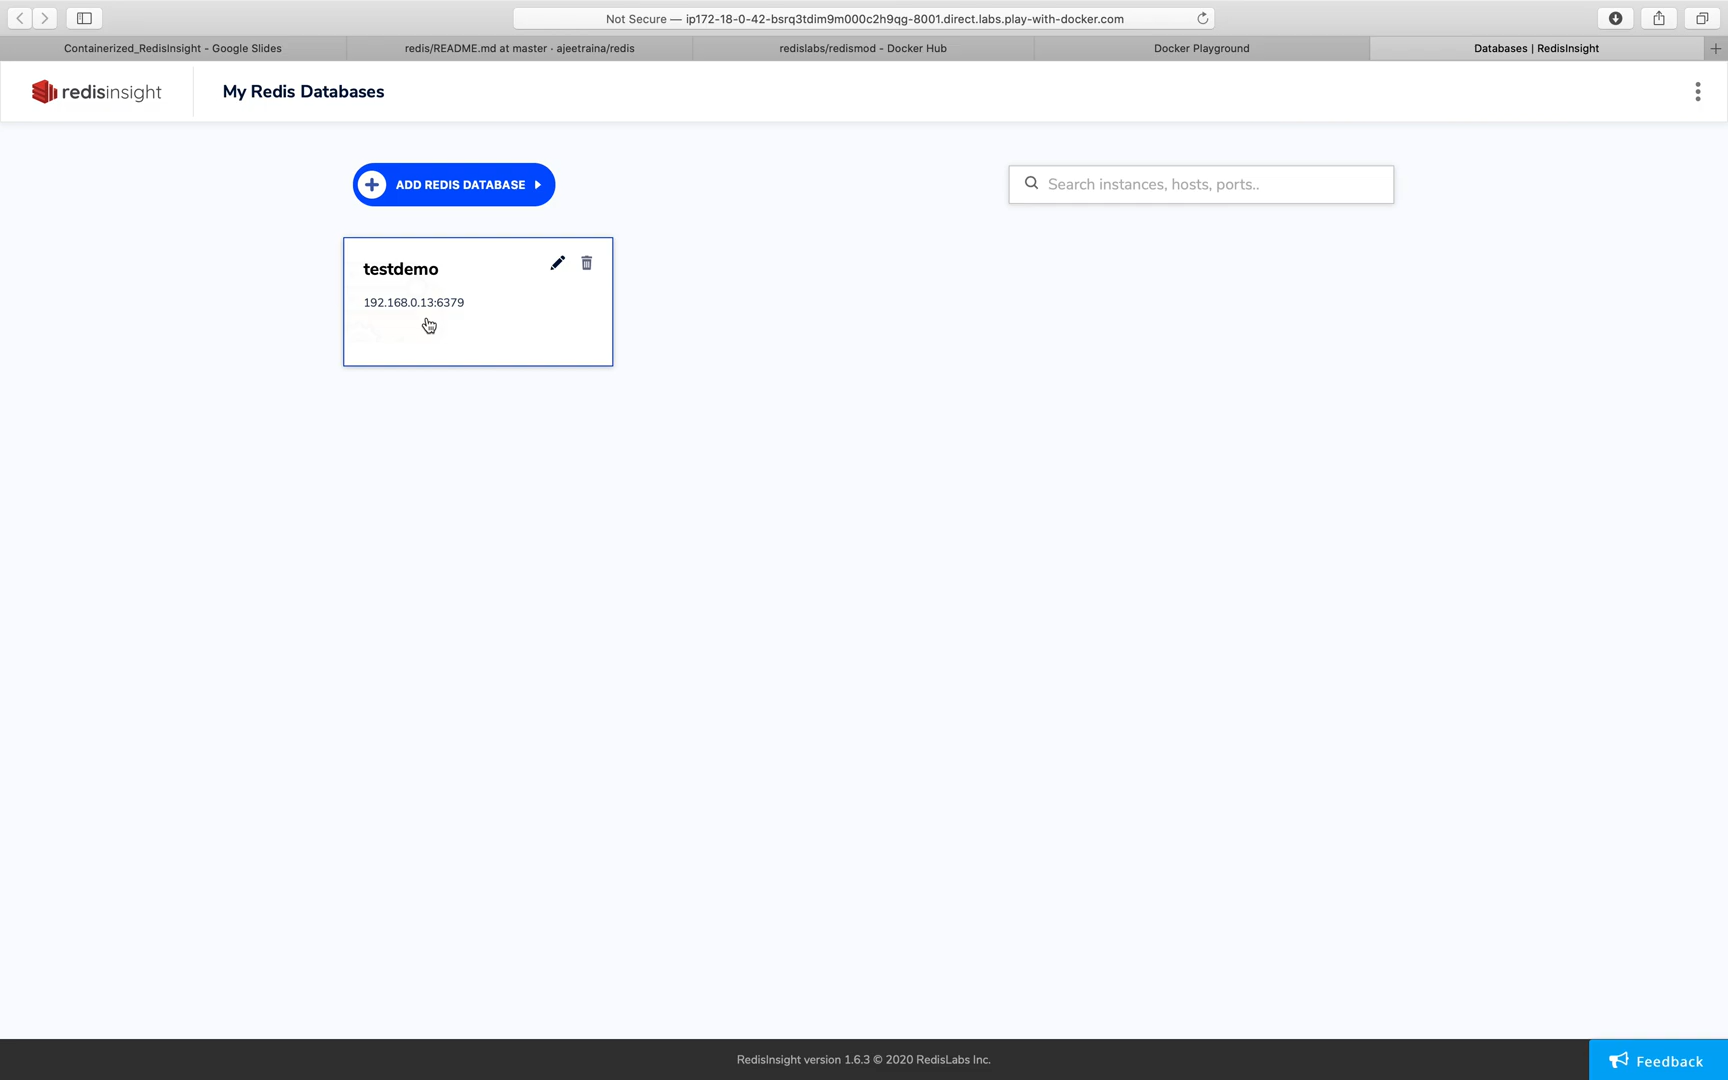 Not Secure — ip172-18-0-42-bsrq3tdim9m000c2h9qg-8001.direct.labs.play-with-docker.com
Containerized_RedisInsight - Google Slides
redis/README.md at master · ajeetraina/redis
redislabs/redismod - Docker Hub
Docker Playground
Databases | RedisInsight
redisinsight
My Redis Databases
ADD REDIS DATABASE
Search instances, hosts, ports..
testdemo
192.168.0.13:6379
RedisInsight version 1.6.3 © 2020 RedisLabs Inc.
Feedback